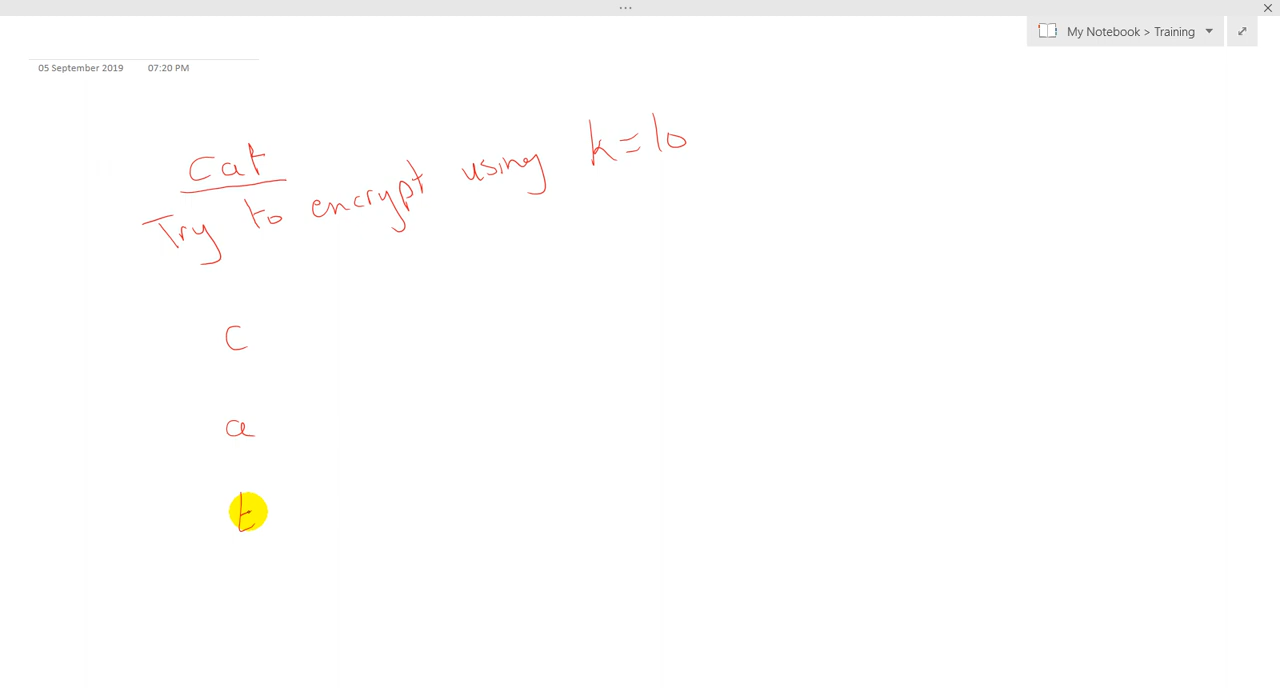 My Notebook > Training
05 September 2019 07:20 PM
Cat
Try to encrypt using k=10
C
a
t